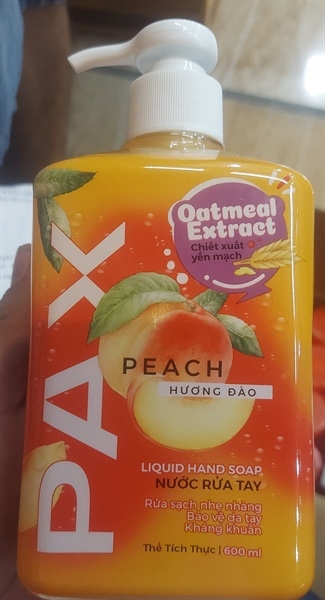 PAX
Oatmeal
Extract
Chiết xuất
yến mạch
PEACH
HƯƠNG ĐÀO
LIQUID HAND SOAP
NƯỚC RỬA TAY
Rửa sạch nhẹ nhàng
Bảo vệ da tay
Kháng khuẩn
Thể Tích Thực | 600 ml